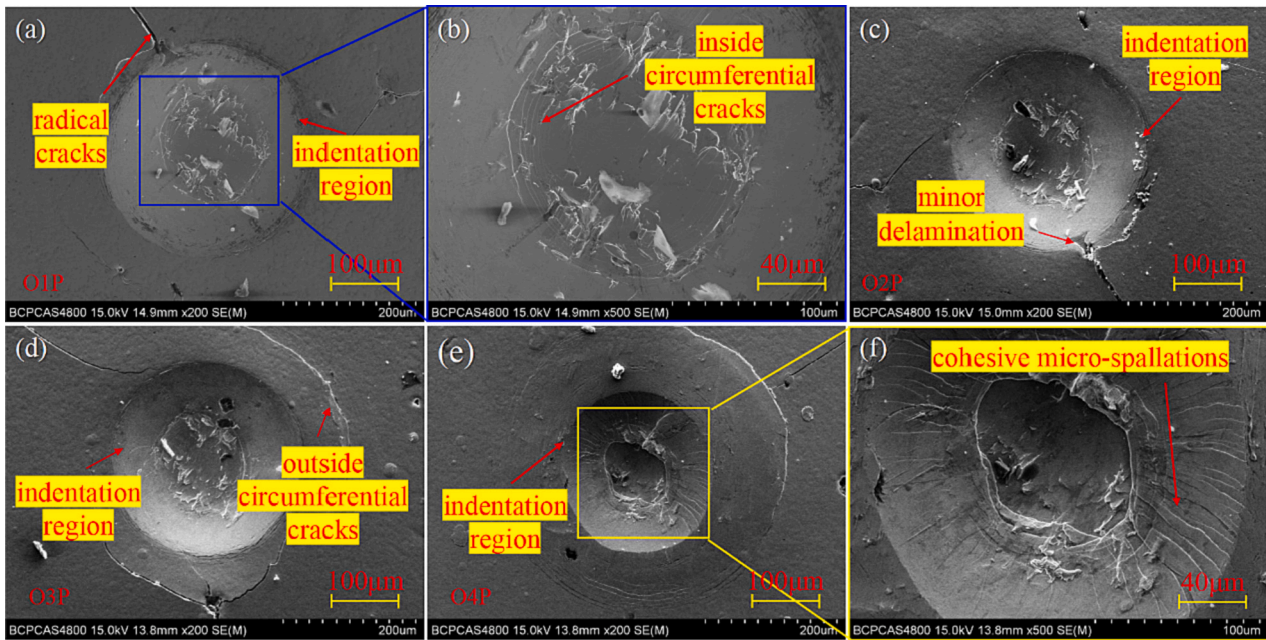 (a)
radical
cracks
indentation
region
O1P
100μm
BCPCAS4800 15.0kV 14.9mm x200 SE(M)
200um
(b)
inside
circumferential
cracks
40μm
BCPCAS4800 15.0kV 14.9mm x500 SE(M)
100um
(c)
indentation
region
minor
delamination
O2P
100μm
BCPCAS4800 15.0kV 15.0mm x200 SE(M)
200um
(d)
indentation
region
outside
circumferential
cracks
O3P
100μm
BCPCAS4800 15.0kV 13.8mm x200 SE(M)
200um
(e)
indentation
region
O4P
100μm
BCPCAS4800 15.0kV 13.8mm x200 SE(M)
200um
(f)
cohesive micro-spallations
40μm
BCPCAS4800 15.0kV 13.8mm x500 SE(M)
100um